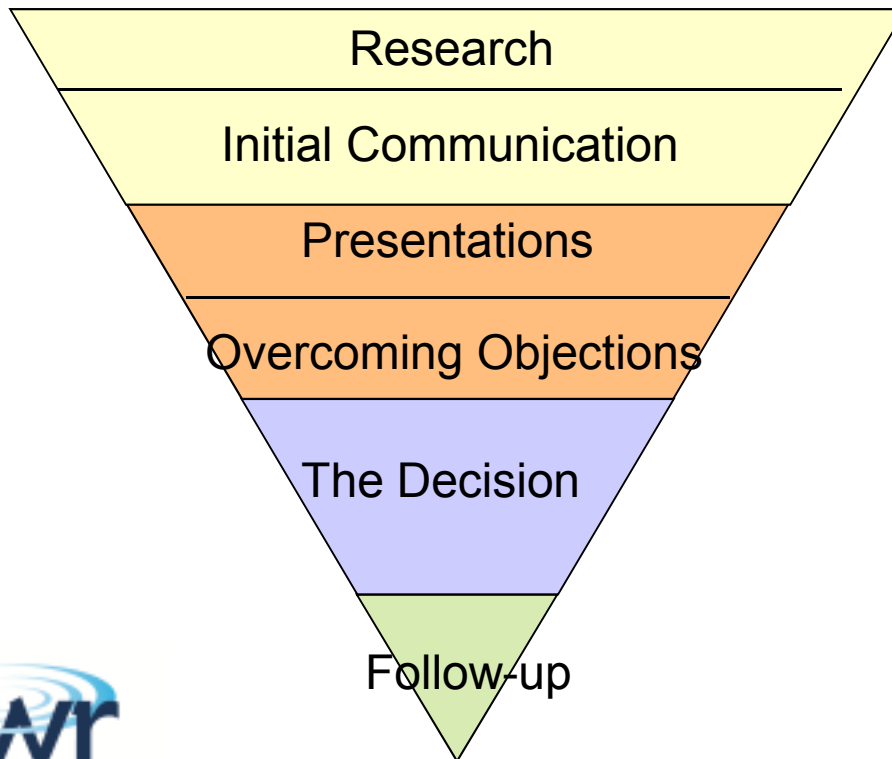 Research
Initial Communication
Presentations
Overcoming Objections
The Decision
Follow-up